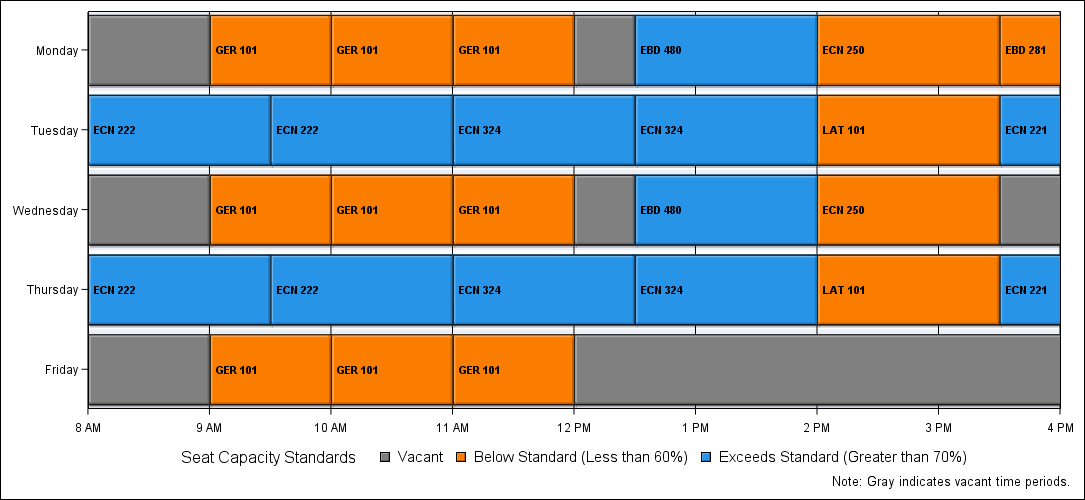 Monday GER 101 GER 101 GER 101 EBD 480 ECN 250 EBD 281
Tuesday ECN 222 ECN 222 ECN 324 ECN 324 LAT 101 ECN 221
Wednesday GER 101 GER 101 GER 101 EBD 480 ECN 250
Thursday ECN 222 ECN 222 ECN 324 ECN 324 LAT 101 ECN 221
Friday GER 101 GER 101 GER 101
8 AM 9 AM 10 AM 11 AM 12 PM 1 PM 2 PM 3 PM 4 PM
Seat Capacity Standards Vacant Below Standard (Less than 60%) Exceeds Standard (Greater than 70%)
Note: Gray indicates vacant time periods.